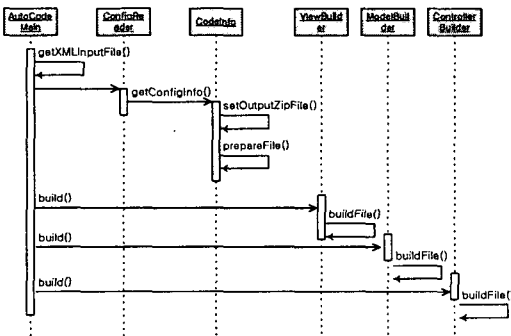 AutoCode
Main
ConfigRe
ader
CodeInfo
ViewBuild
er
ModelBuil
der
Controller
Builder
getXMLInputFile()
getConfigInfo()
setOutputZipFile()
prepareFile()
build()
buildFile()
build()
buildFile()
build()
buildFile()